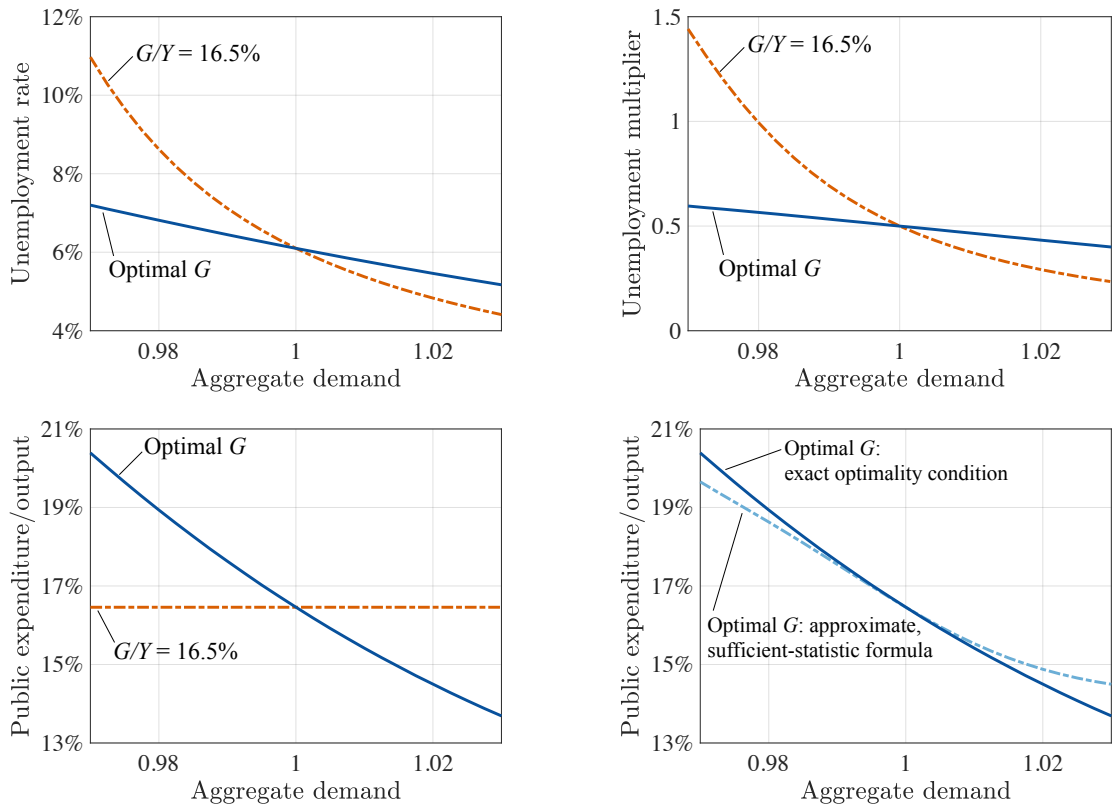 Unemployment rate
12%
10%
8%
6%
4%
G/Y = 16.5%
Optimal G
0.98
1
1.02
Aggregate demand
Unemployment multiplier
1.5
1
0.5
0
G/Y = 16.5%
Optimal G
0.98
1
1.02
Aggregate demand
Public expenditure/output
21%
19%
17%
15%
13%
Optimal G
G/Y = 16.5%
0.98
1
1.02
Aggregate demand
Public expenditure/output
21%
19%
17%
15%
13%
Optimal G:
exact optimality condition
Optimal G: approximate,
sufficient-statistic formula
0.98
1
1.02
Aggregate demand